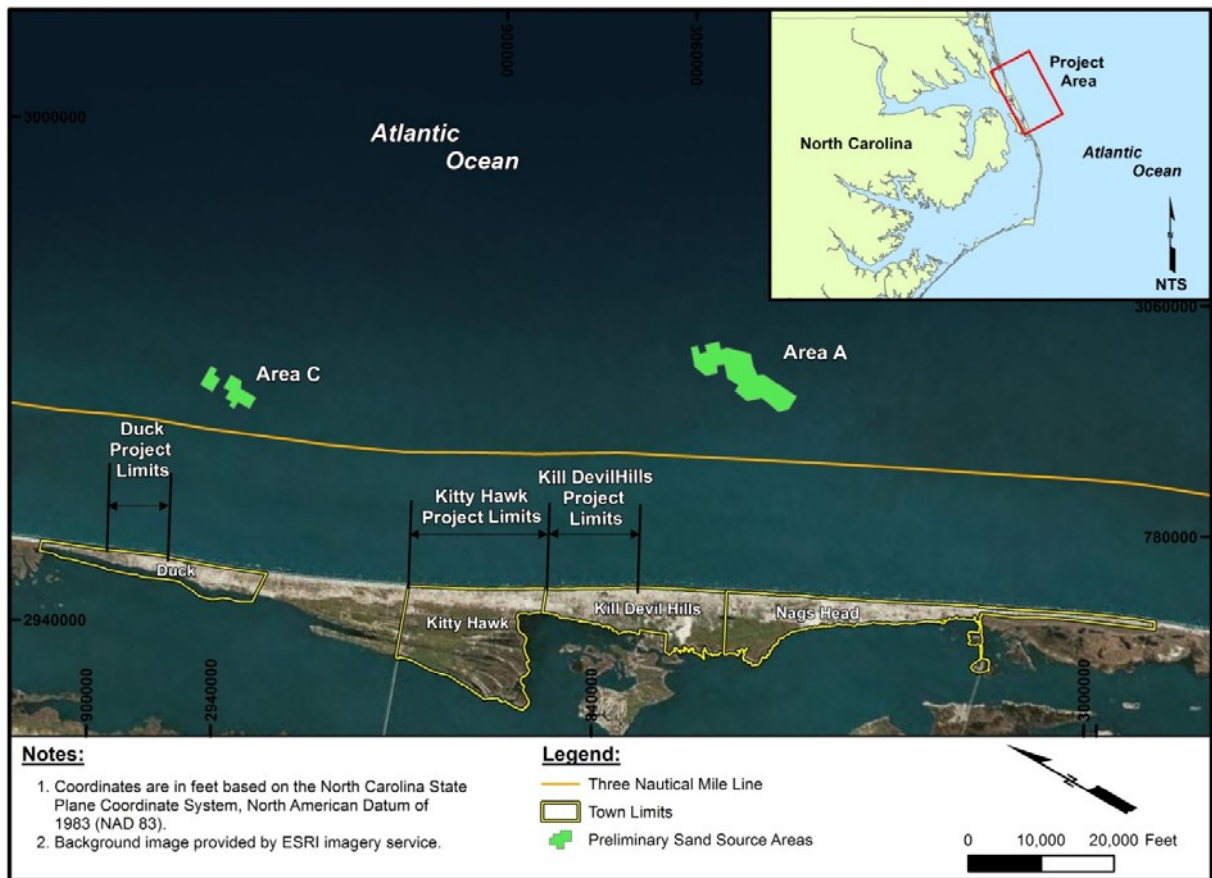 900000
3060000
3000000
Atlantic
Ocean
Project
Area
North Carolina
Atlantic
Ocean
N
NTS
3060000
Area A
Area C
Duck
Project
Limits
Kill DevilHills
Project
Limits
Kitty Hawk
Project Limits
780000
Duck
Kill Devil Hills
Nags Head
Kitty Hawk
2940000
900000
2940000
840000
3000000
Notes:
1. Coordinates are in feet based on the North Carolina State
Plane Coordinate System, North American Datum of
1983 (NAD 83).
2. Background image provided by ESRI imagery service.
Legend:
Three Nautical Mile Line
Town Limits
Preliminary Sand Source Areas
N
0 10,000 20,000 Feet